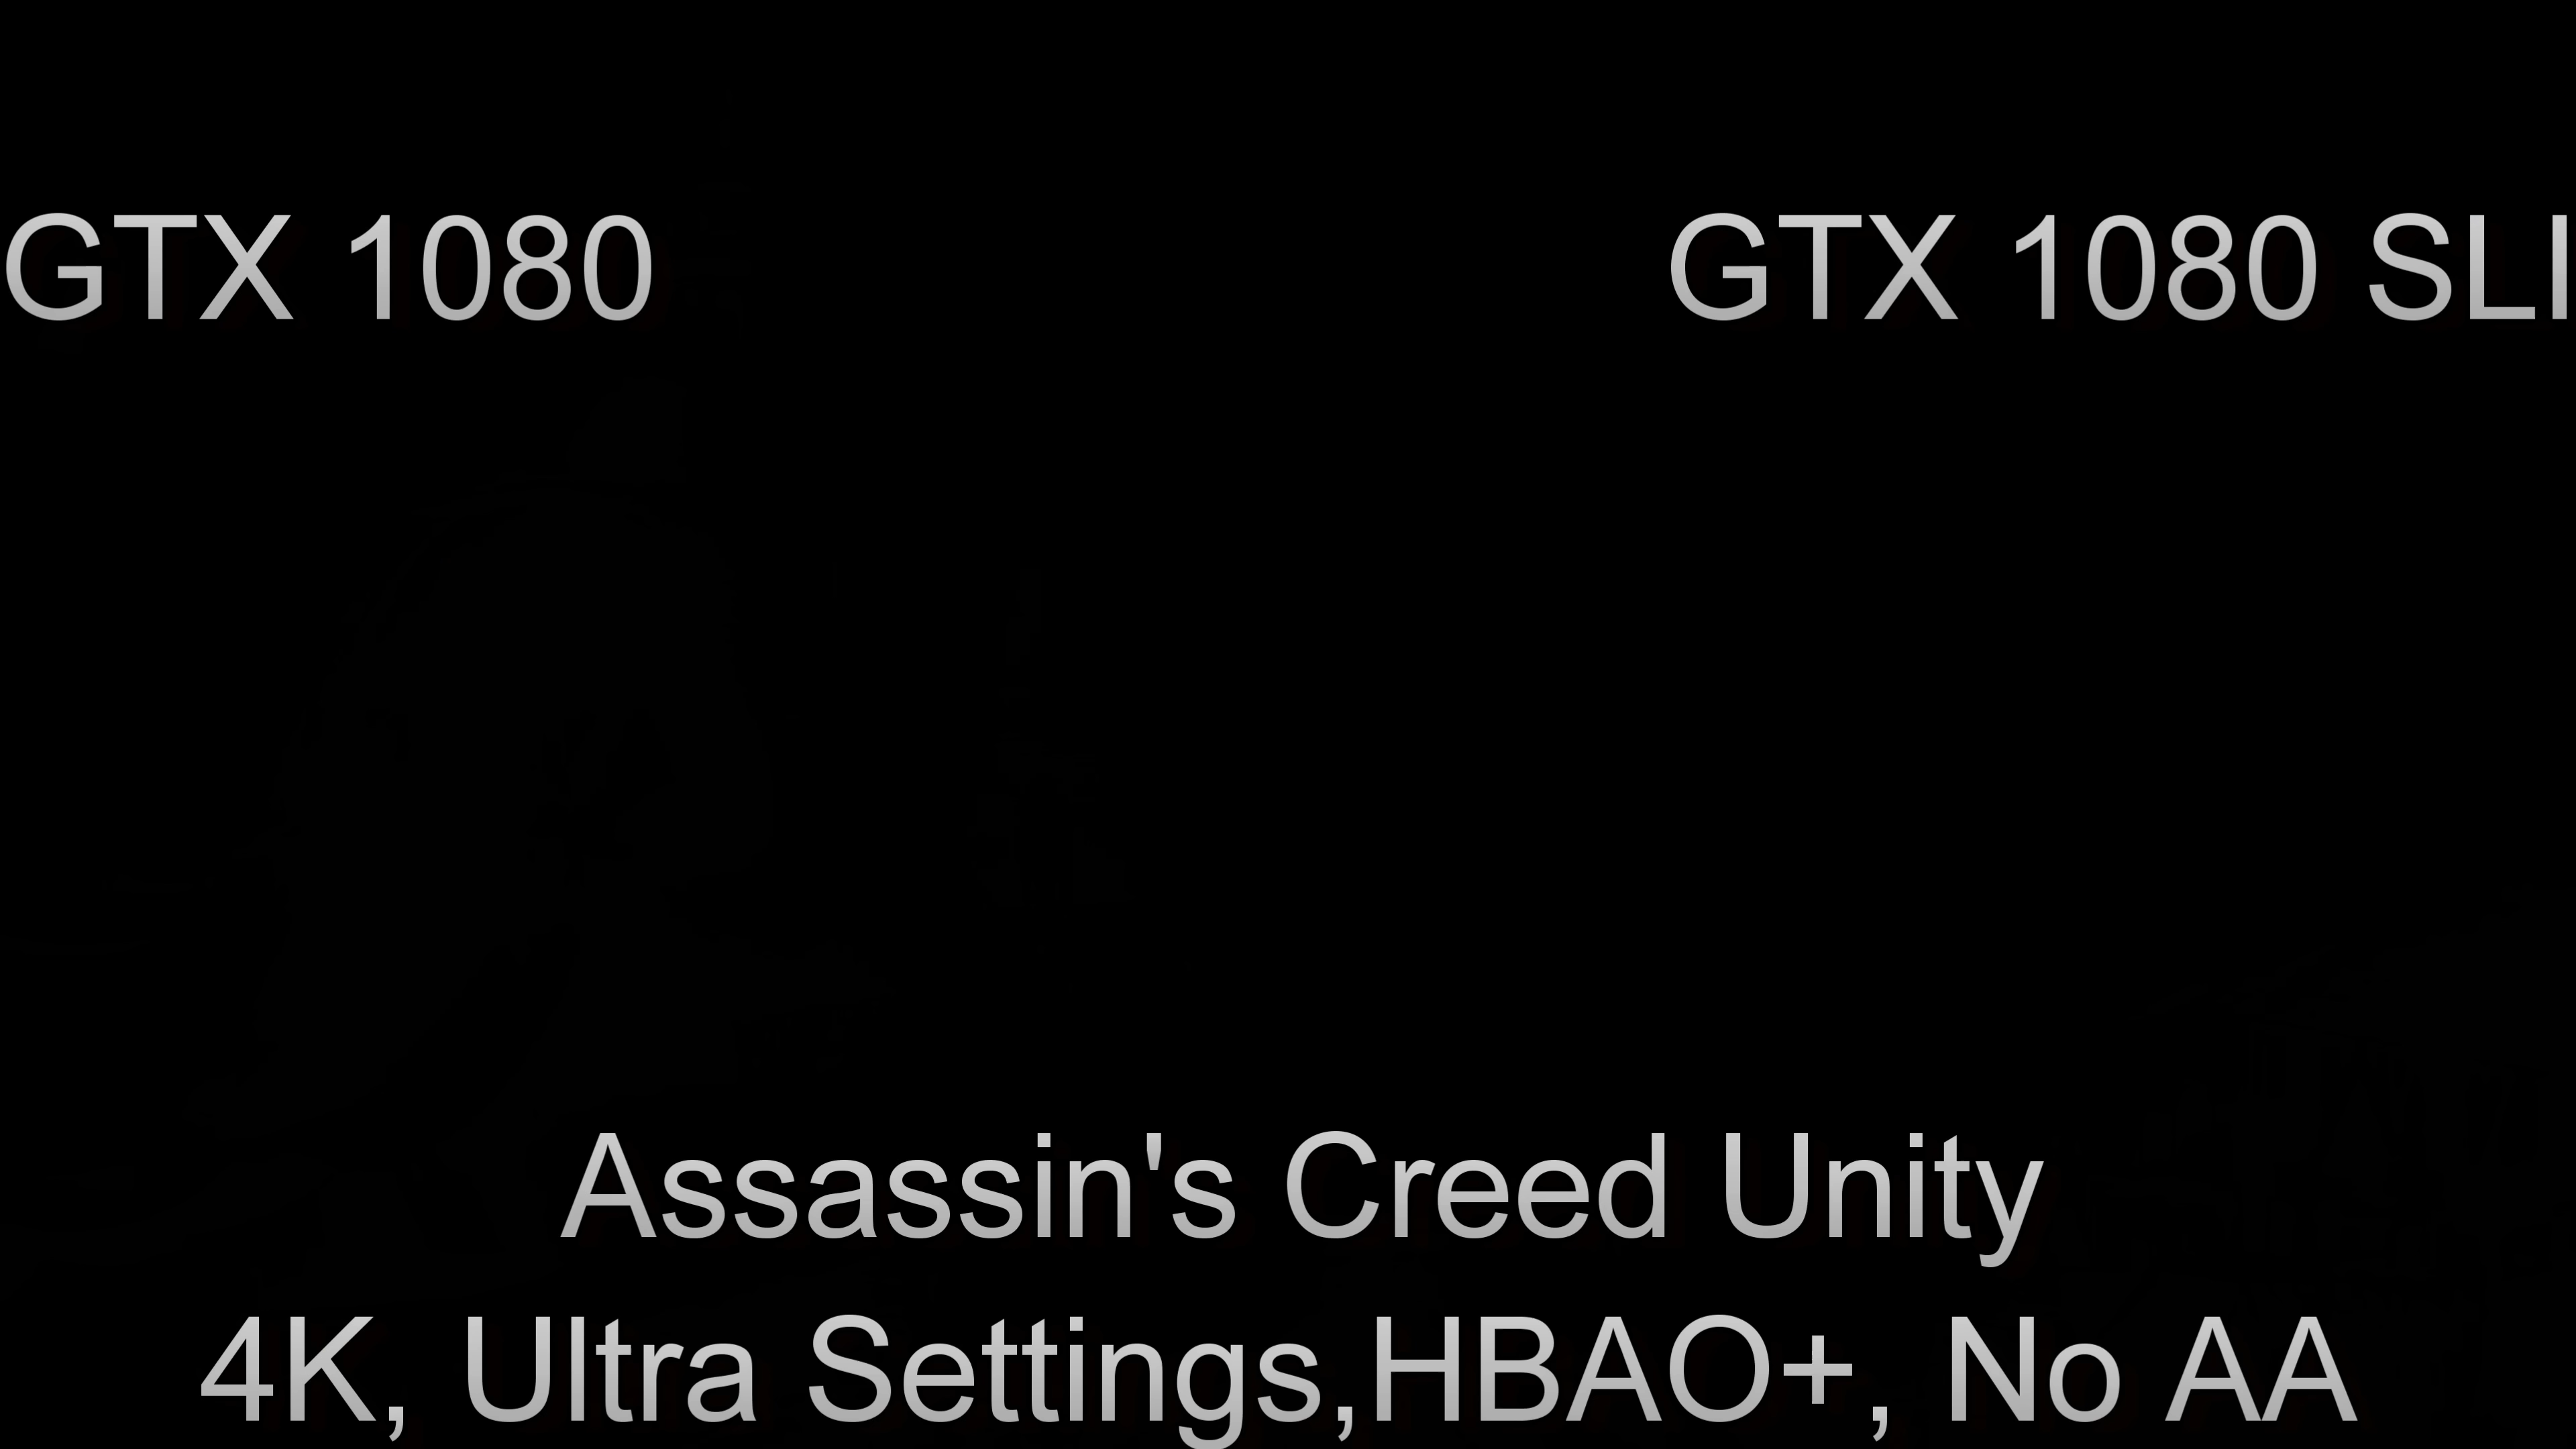 GTX 1080
GTX 1080 SLI
Assassin's Creed Unity
4K, Ultra Settings,HBAO+, No AA